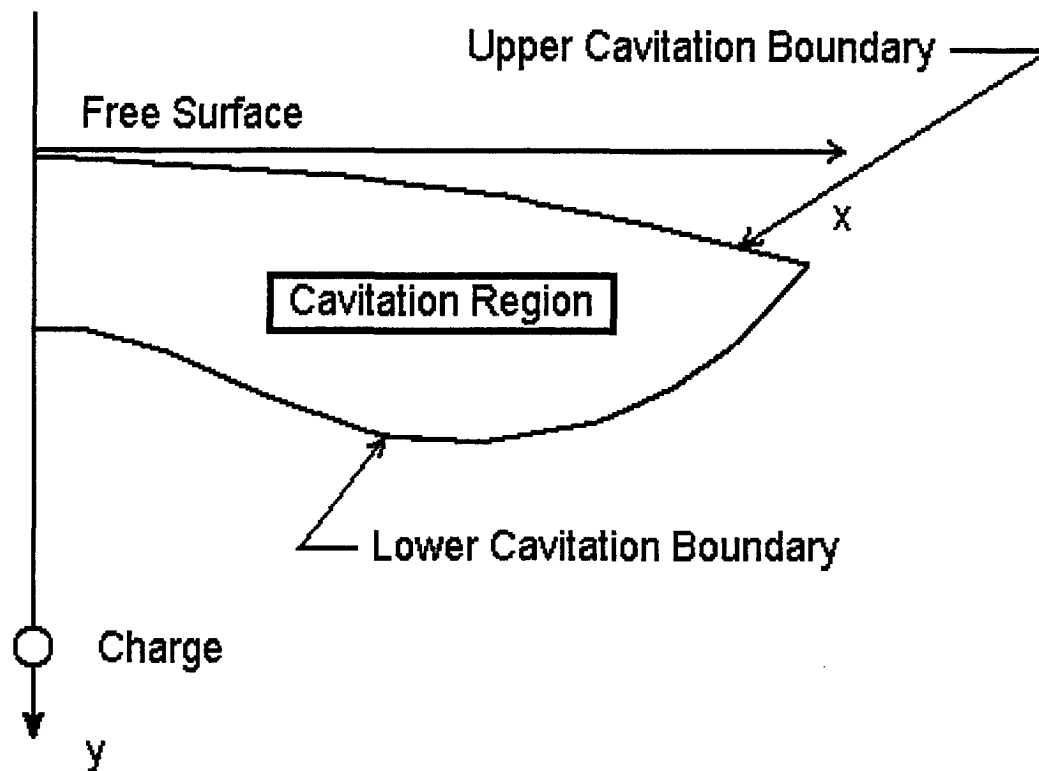 Upper Cavitation Boundary
Free Surface
x
Cavitation Region
Lower Cavitation Boundary
Charge
y